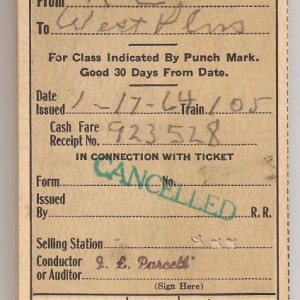 From K C
To West Plns
For Class Indicated By Punch Mark.
Good 30 Days From Date.
Date
Issued 1-17-64 Train 105
Cash Fare
Receipt No. 923528
IN CONNECTION WITH TICKET
CANCELLED
Form No.
Issued
By R.R.
Selling Station
Conductor
or Auditor J. L. Parcell
(Sign Here)